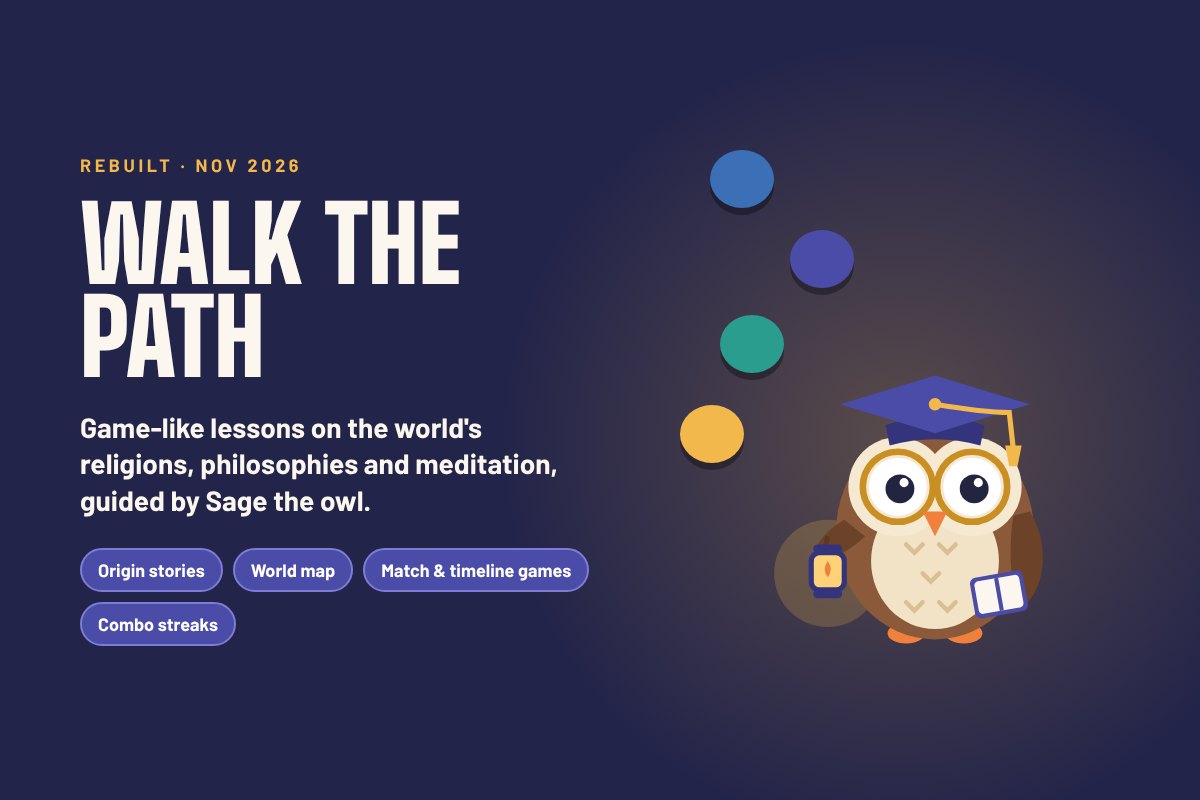 REBUILT · NOV 2026
WALK THE
PATH
Game-like lessons on the world's
religions, philosophies and meditation,
guided by Sage the owl.
Origin stories
World map
Match & timeline games
Combo streaks